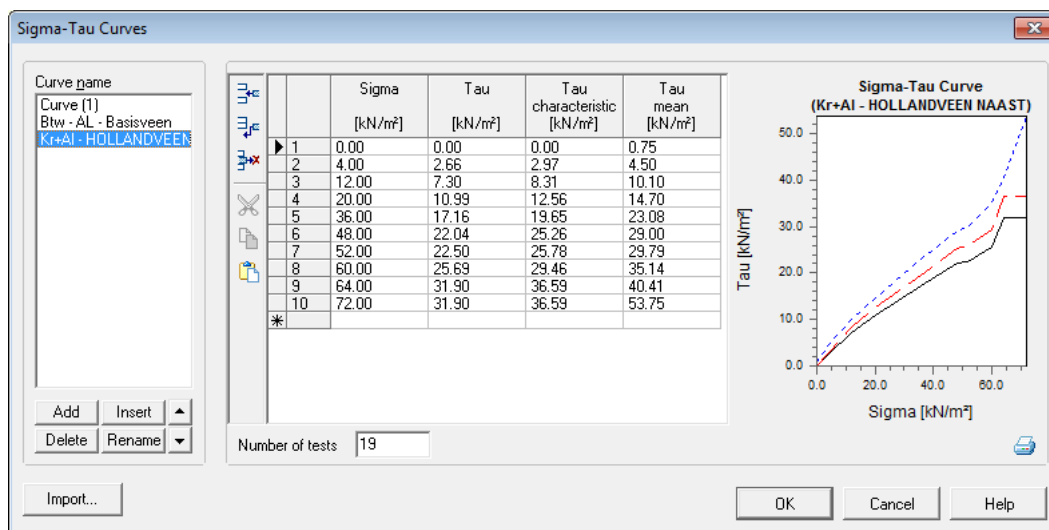 Sigma-Tau Curves
Curve name
Curve (1)
Btw - AL - Basisveen
Kr+Al - HOLLANDVEEN
Add Insert
Delete Rename
Import...
Sigma Tau Tau Tau
characteristic mean
[kN/m²] [kN/m²] [kN/m²] [kN/m²]
1 0.00 0.00 0.00 0.75
2 4.00 2.66 2.97 4.50
3 12.00 7.30 8.31 10.10
4 20.00 10.99 12.56 14.70
5 36.00 17.16 19.65 23.08
6 48.00 22.04 25.26 29.00
7 52.00 22.50 25.78 29.79
8 60.00 25.69 29.46 35.14
9 64.00 31.90 36.59 40.41
10 72.00 31.90 36.59 53.75
Number of tests 19
Sigma-Tau Curve
(Kr+Al - HOLLANDVEEN NAAST)
Tau [kN/m²]
50.0
40.0
30.0
20.0
10.0
0.0
0.0 20.0 40.0 60.0
Sigma [kN/m²]
OK Cancel Help